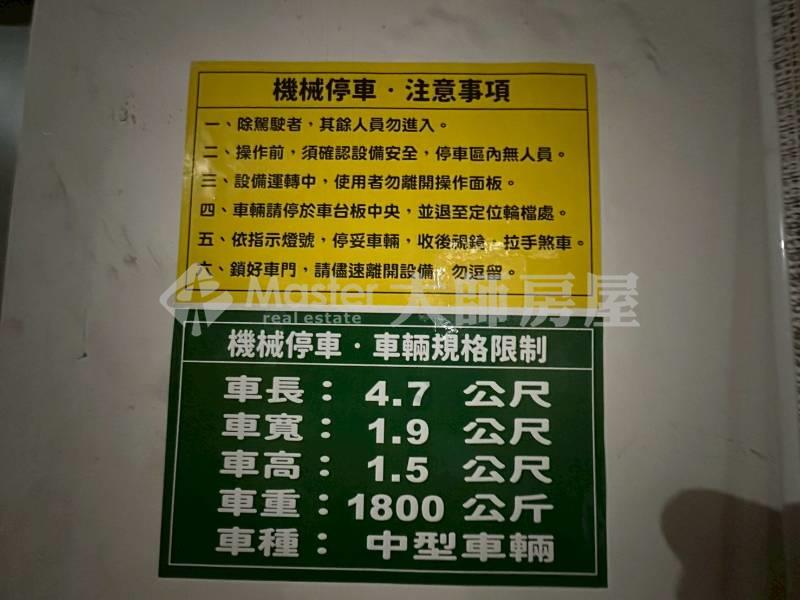 機械停車‧注意事項
一、除駕駛者，其餘人員勿進入。
二、操作前，須確認設備安全，停車區內無人員。
三、設備運轉中，使用者勿離開操作面板。
四、車輛請停於車台板中央，並退至定位輪檔處。
五、依指示燈號，停妥車輛，收後視鏡、拉手煞車。
六、鎖好車門，請儘速離開設備，勿逗留。
Master 大師房屋
real estate
機械停車‧車輛規格限制
車長：4.7 公尺
車寬：1.9 公尺
車高：1.5 公尺
車重：1800 公斤
車種：中型車輛